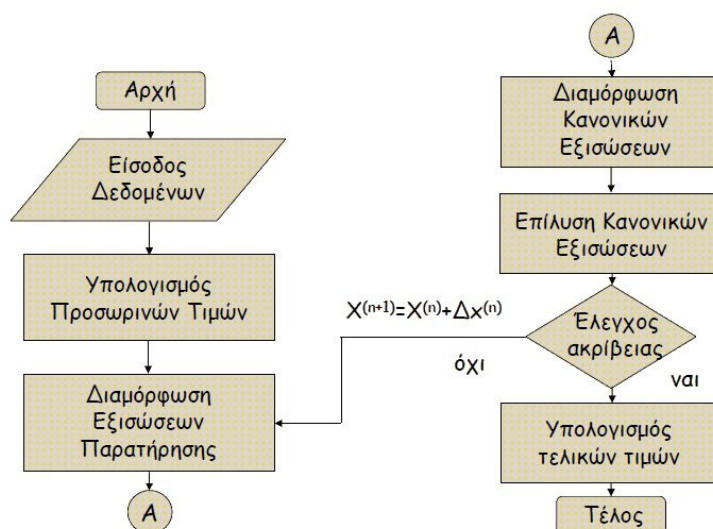 Αρχή
Είσοδος
Δεδομένων
Υπολογισμός
Προσωρινών Τιμών
Διαμόρφωση
Εξισώσεων
Παρατήρησης
Α
Α
Διαμόρφωση
Κανονικών
Εξισώσεων
Επίλυση Κανονικών
Εξισώσεων
Έλεγχος
ακρίβειας
X⁽ⁿ⁺¹⁾=X⁽ⁿ⁾+Δx⁽ⁿ⁾
όχι
ναι
Υπολογισμός
τελικών τιμών
Τέλος